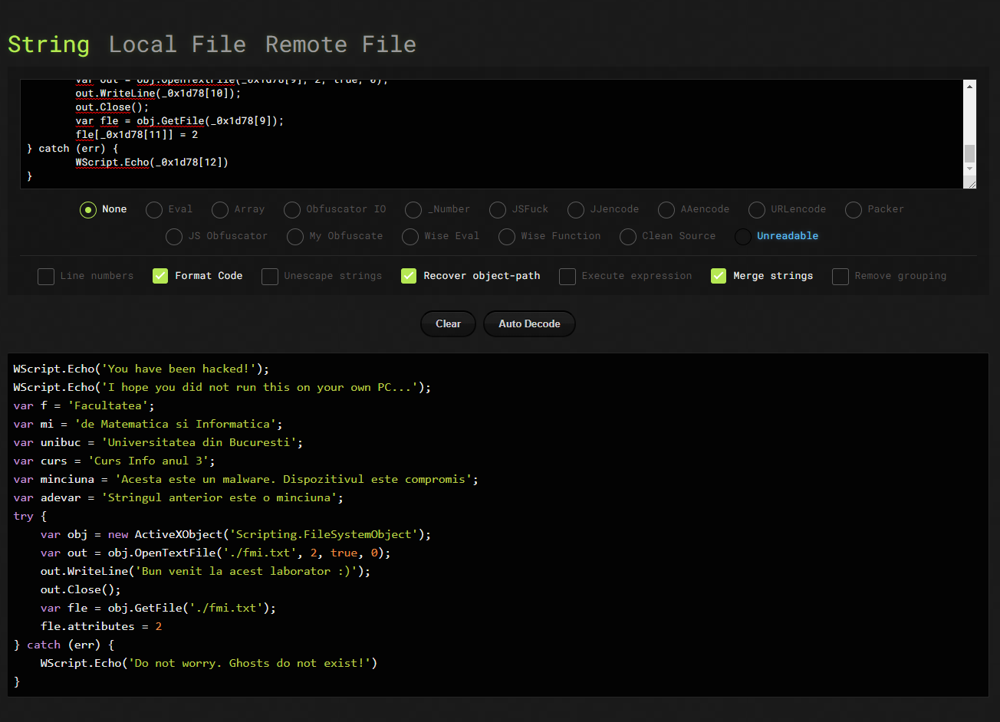 String Local File Remote File
var out = obj.OpenTextFile(_0x1d78[9], 2, true, 0);
out.WriteLine(_0x1d78[10]);
out.Close();
var fle = obj.GetFile(_0x1d78[9]);
fle[_0x1d78[11]] = 2
} catch (err) {
WScript.Echo(_0x1d78[12])
}
None Eval Array Obfuscator IO _Number JSFuck JJencode AAencode URLencode Packer
JS Obfuscator My Obfuscate Wise Eval Wise Function Clean Source Unreadable
Line numbers Format Code Unescape strings Recover object-path Execute expression Merge strings Remove grouping
Clear Auto Decode
WScript.Echo('You have been hacked!');
WScript.Echo('I hope you did not run this on your own PC...');
var f = 'Facultatea';
var mi = 'de Matematica si Informatica';
var unibuc = 'Universitatea din Bucuresti';
var curs = 'Curs Info anul 3';
var minciuna = 'Acesta este un malware. Dispozitivul este compromis';
var adevar = 'Stringul anterior este o minciuna';
try {
var obj = new ActiveXObject('Scripting.FileSystemObject');
var out = obj.OpenTextFile('./fmi.txt', 2, true, 0);
out.WriteLine('Bun venit la acest laborator :)');
out.Close();
var fle = obj.GetFile('./fmi.txt');
fle.attributes = 2
} catch (err) {
WScript.Echo('Do not worry. Ghosts do not exist!')
}